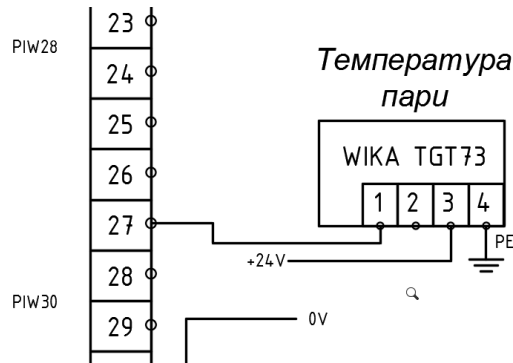 23
PIW28
24
Температура
пари
25
WIKA TGT73
26
1 2 3 4
27
PE
+24V
28
PIW30
29
0V